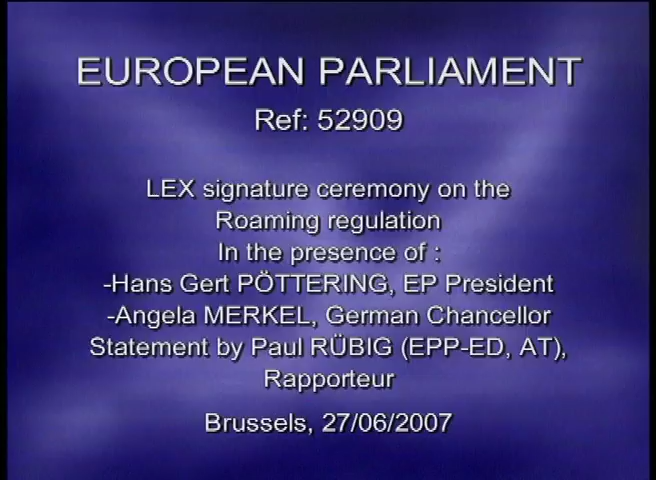 EUROPEAN PARLIAMENT
Ref: 52909
LEX signature ceremony on the
Roaming regulation
In the presence of :
-Hans Gert PÖTTERING, EP President
-Angela MERKEL, German Chancellor
Statement by Paul RÜBIG (EPP-ED, AT),
Rapporteur
Brussels, 27/06/2007